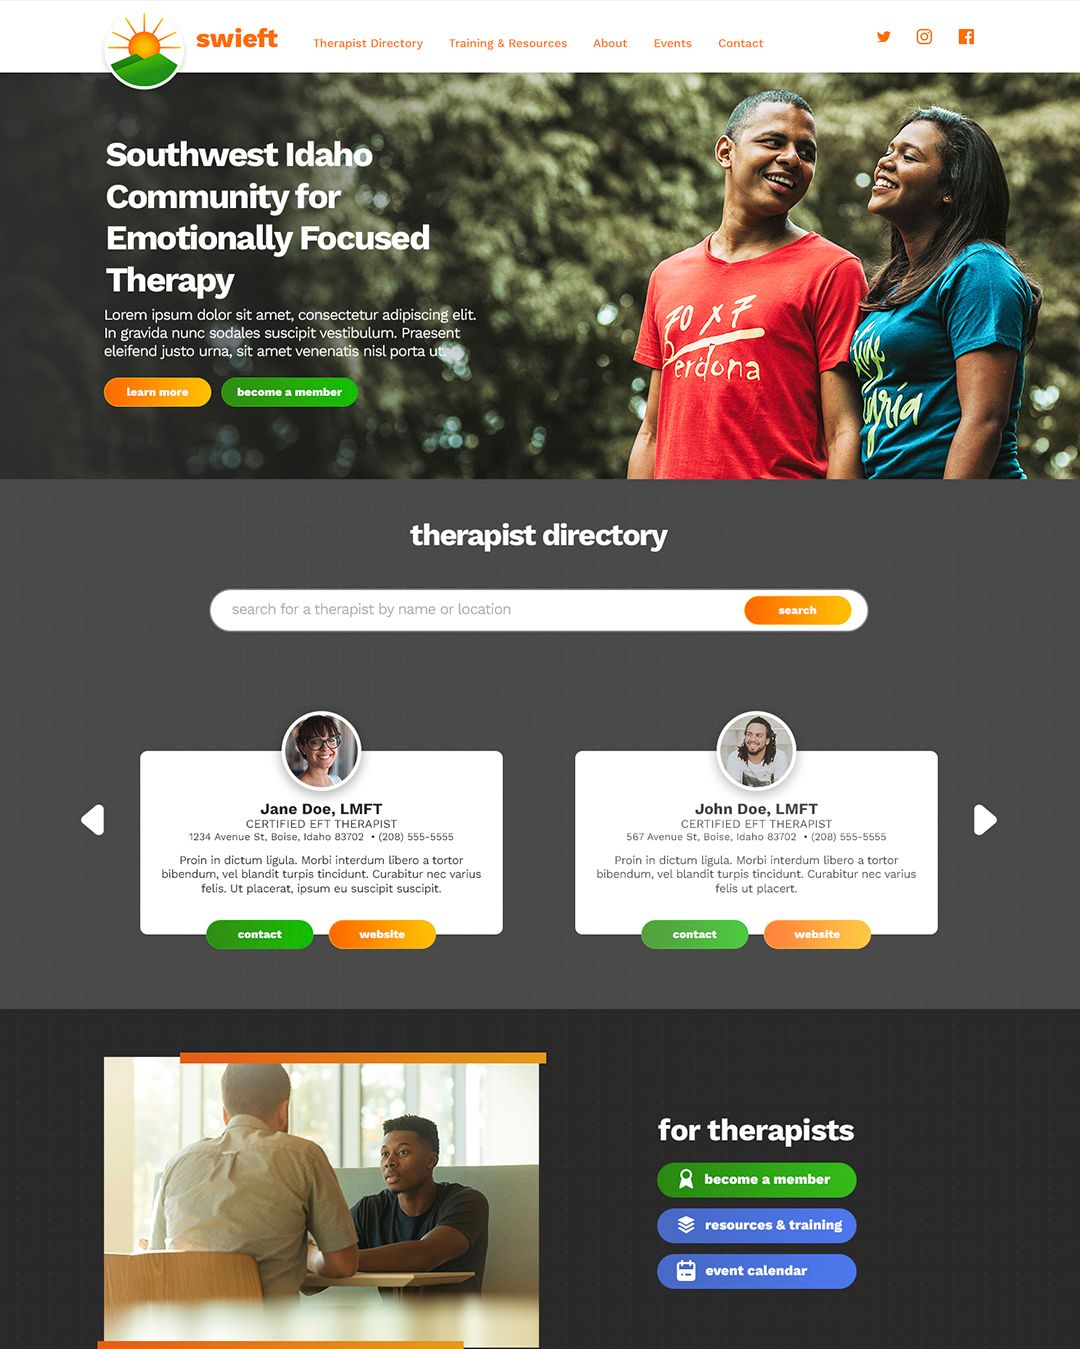 swieft
Therapist Directory
Training & Resources
About
Events
Contact
Southwest Idaho
Community for
Emotionally Focused
Therapy
Lorem ipsum dolor sit amet, consectetur adipiscing elit.
In gravida nunc sodales suscipit vestibulum. Praesent
eleifend justo urna, sit amet venenatis nisl porta ut.
learn more
become a member
70 x 7
Perdona
therapist directory
search for a therapist by name or location
search
Jane Doe, LMFT
CERTIFIED EFT THERAPIST
1234 Avenue St, Boise, Idaho 83702 • (208) 555-5555
Proin in dictum ligula. Morbi interdum libero a tortor
bibendum, vel blandit turpis tincidunt. Curabitur nec varius
felis. Ut placerat, ipsum eu suscipit suscipit.
contact
website
John Doe, LMFT
CERTIFIED EFT THERAPIST
567 Avenue St, Boise, Idaho 83702 • (208) 555-5555
Proin in dictum ligula. Morbi interdum libero a tortor
bibendum, vel blandit turpis tincidunt. Curabitur nec varius
felis ut placert.
contact
website
for therapists
become a member
resources & training
event calendar